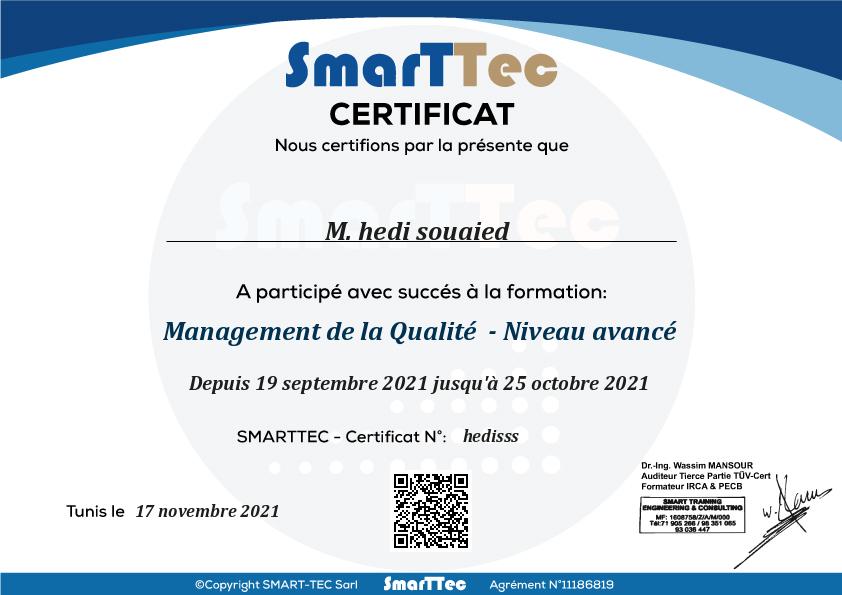 SmarTTec
CERTIFICAT
Nous certifions par la présente que
SmarTTec
M. hedi souaied
A participé avec succés à la formation:
Management de la Qualité - Niveau avancé
Depuis 19 septembre 2021 jusqu'à 25 octobre 2021
SMARTTEC - Certificat N°: hedisss
Dr.-Ing. Wassim MANSOUR
Auditeur Tierce Partie TÜV-Cert
Formateur IRCA & PECB
SMART TRAINING
ENGINEERING & CONSULTING
MF: 1608758/Z/A/M/000
Tél:71 905 266 / 98 351 065
93 036 447
Tunis le 17 novembre 2021
©Copyright SMART-TEC Sarl SmarTTec Agrément N°11186819